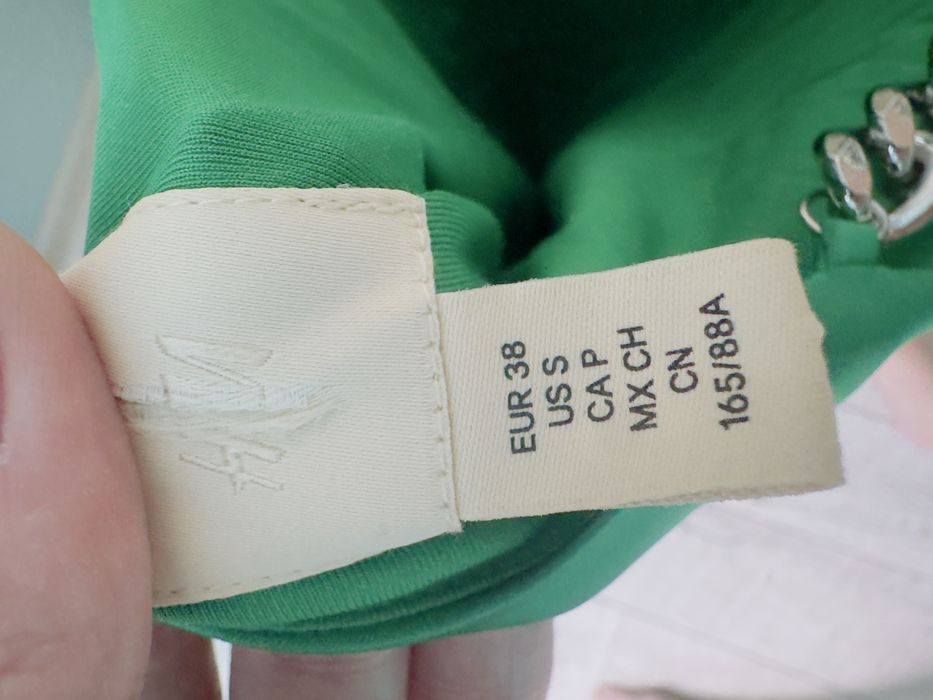 H&M
EUR 38
US S
CA P
MX CH
CN
165/88A